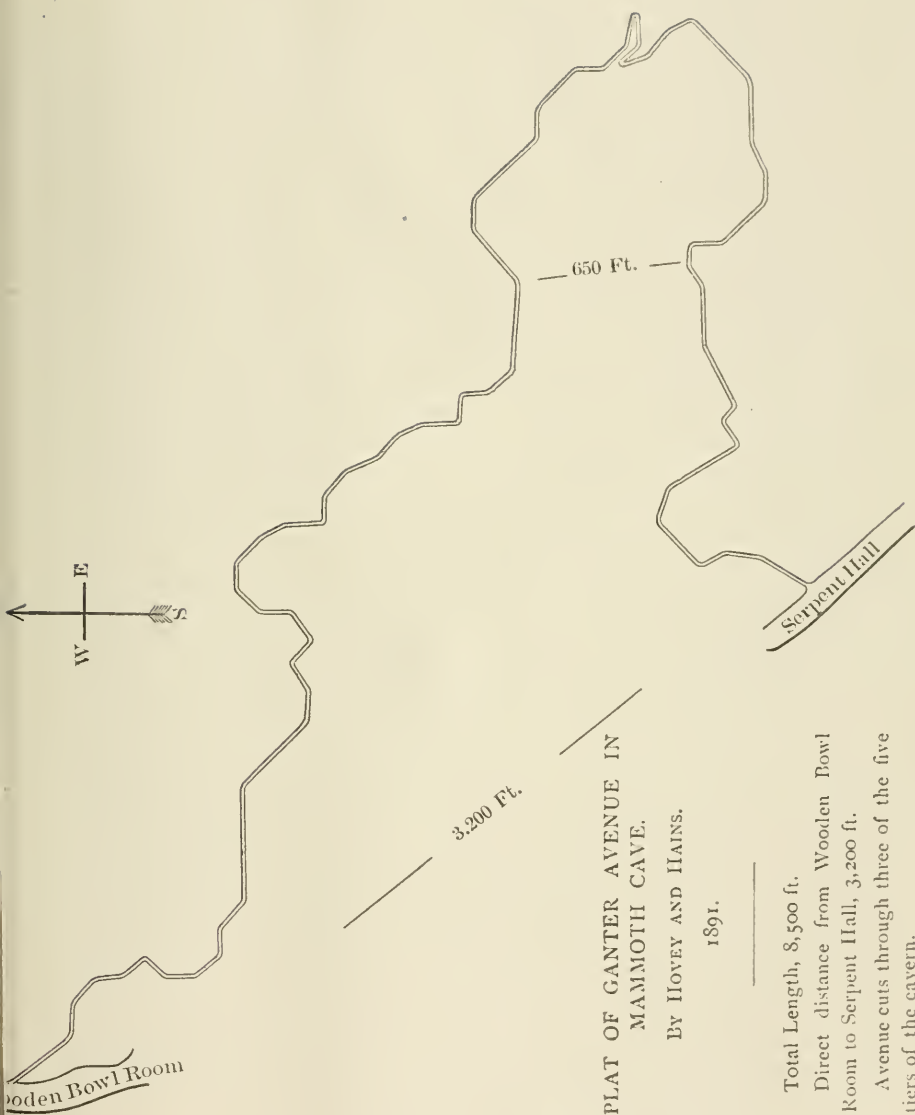 W E
S
ooden Bowl Room
650 Ft.
3.200 Ft.
Serpent Hall
PLAT OF GANTER AVENUE IN
MAMMOTH CAVE.
BY HOVEY AND HAINS.
1891.
Total Length, 8,500 ft.
Direct distance from Wooden Bowl
Room to Serpent Hall, 3,200 ft.
Avenue cuts through three of the five
tiers of the cavern.